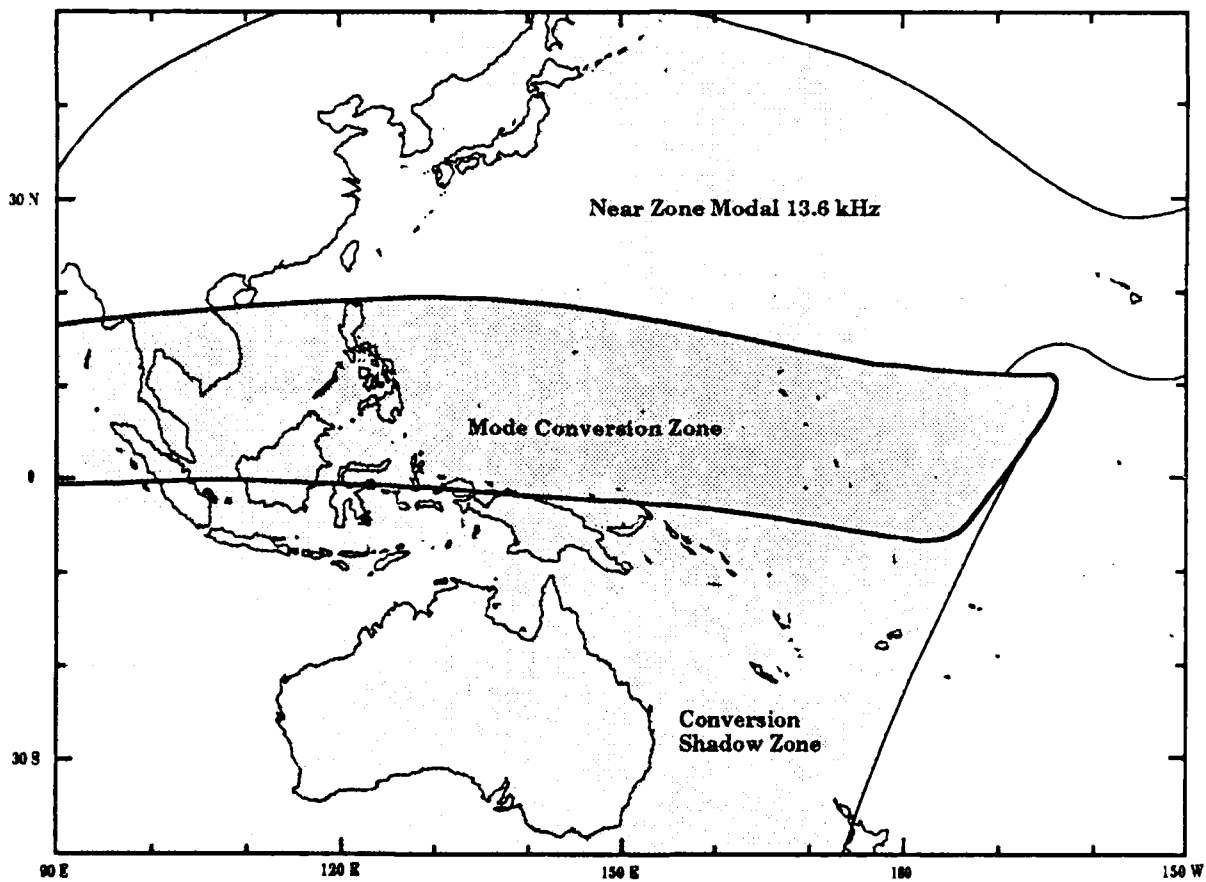 30 N
Near Zone Modal 13.6 kHz
Mode Conversion Zone
0
Conversion
Shadow Zone
30 S
90 E
120 E
150 E
180
150 W